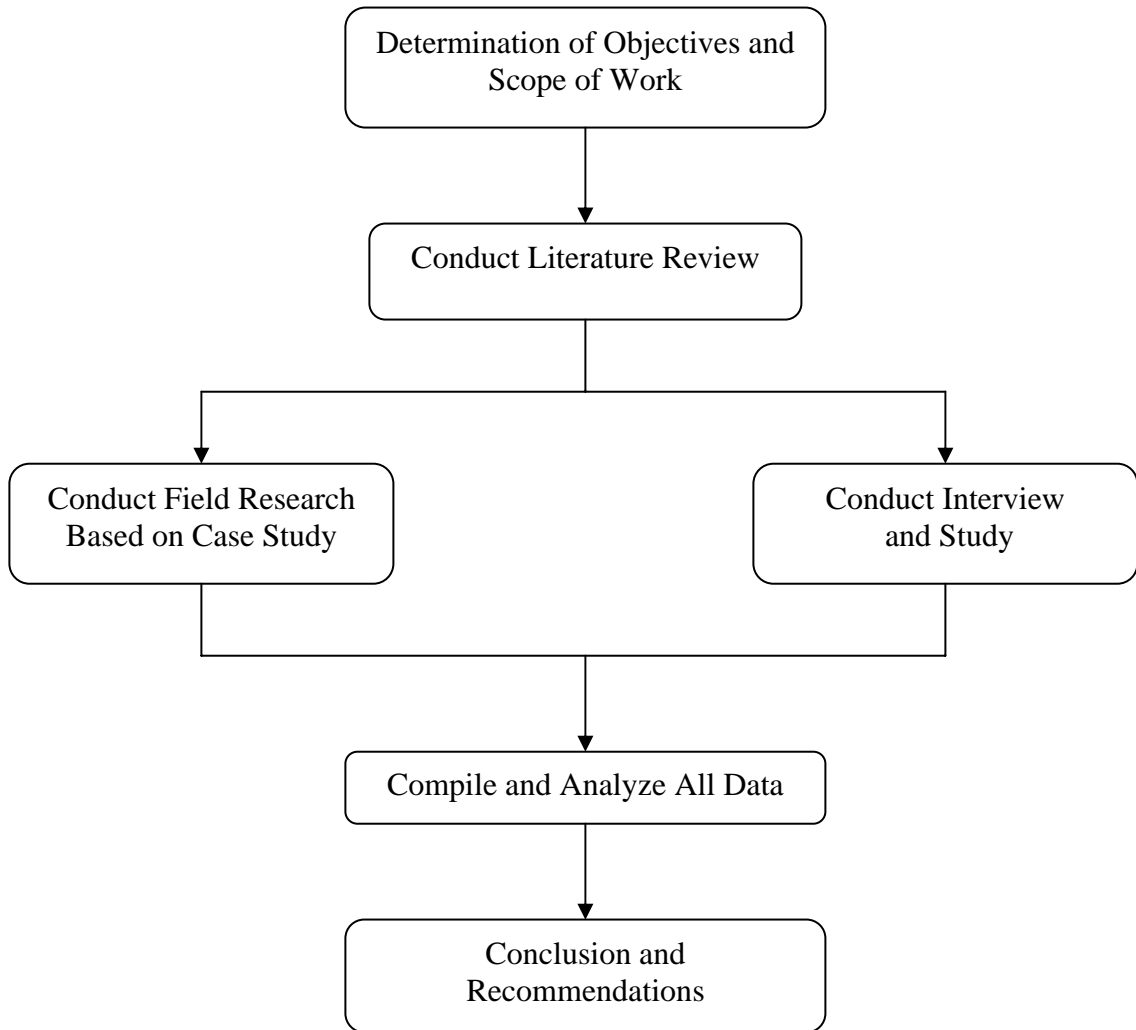 Determination of Objectives and
Scope of Work
Conduct Literature Review
Conduct Field Research
Based on Case Study
Conduct Interview
and Study
Compile and Analyze All Data
Conclusion and
Recommendations